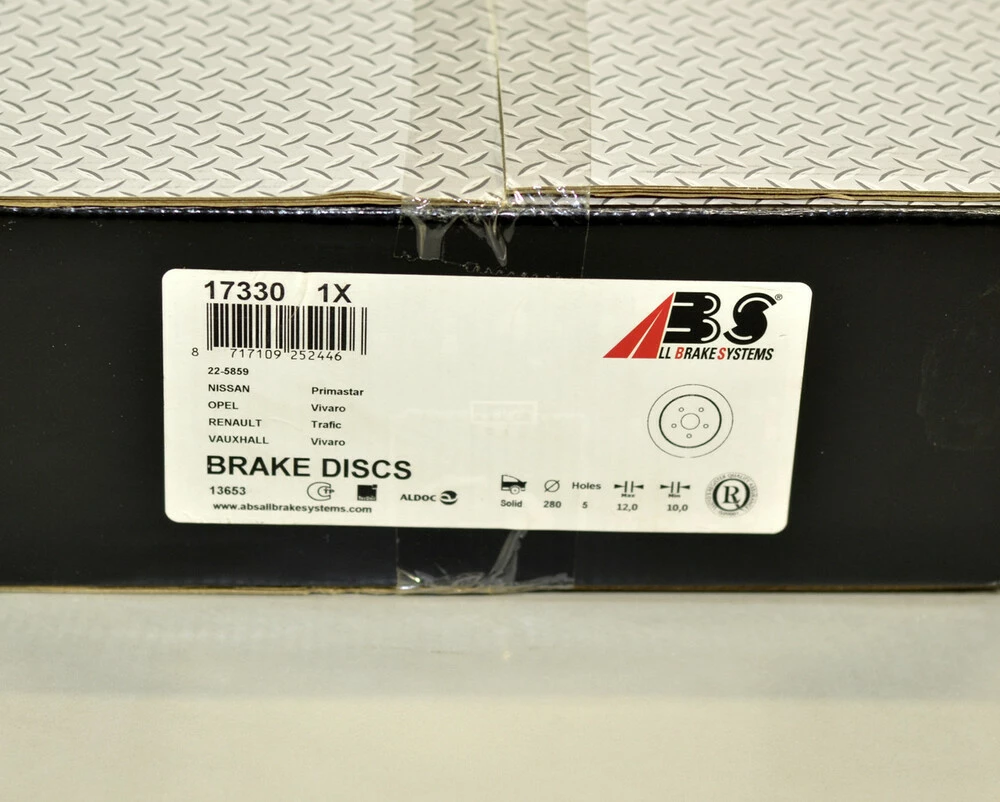 17330 1X
8 717109 252446
ABS®
ALL BRAKE SYSTEMS
22-5859
NISSAN Primastar
OPEL Vivaro
RENAULT Trafic
VAUXHALL Vivaro
BRAKE DISCS
13653
ALDOC
www.absallbrakesystems.com
Holes Max Min
Solid 280 5 12,0 10,0
R